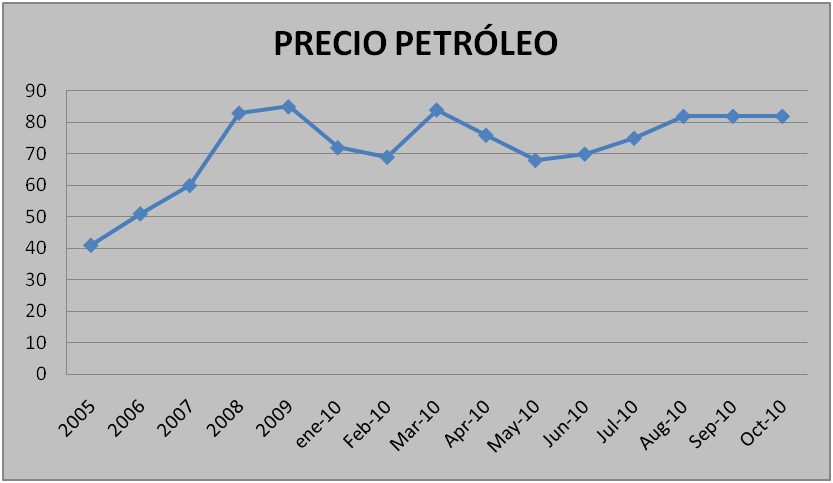 PRECIO PETRÓLEO
90
80
70
60
50
40
30
20
10
0
2005
2006
2007
2008
2009
ene-10
Feb-10
Mar-10
Apr-10
May-10
Jun-10
Jul-10
Aug-10
Sep-10
Oct-10